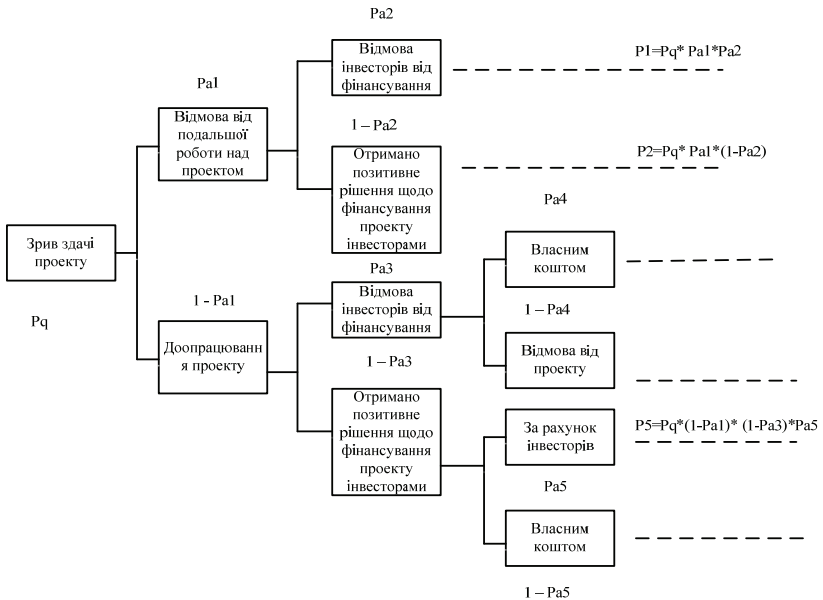 Pa2
Відмова
інвесторів від
фінансування
P1=Pq* Pa1*Pa2
Pa1
Відмова від
подальшої
роботи над
проектом
1 – Pa2
Отримано
позитивне
рішення щодо
фінансування
проекту
інвесторами
P2=Pq* Pa1*(1-Pa2)
Pa4
Зрив здачі
проекту
Власним
коштом
Pa3
Відмова
інвесторів від
фінансування
1 - Pa1
1 – Pa4
Pq
Доопрацюванн
я проекту
1 – Pa3
Відмова від
проекту
Отримано
позитивне
рішення щодо
фінансування
проекту
інвесторами
За рахунок
інвесторів
P5=Pq*(1-Pa1)* (1-Pa3)*Pa5
Pa5
Власним
коштом
1 – Pa5